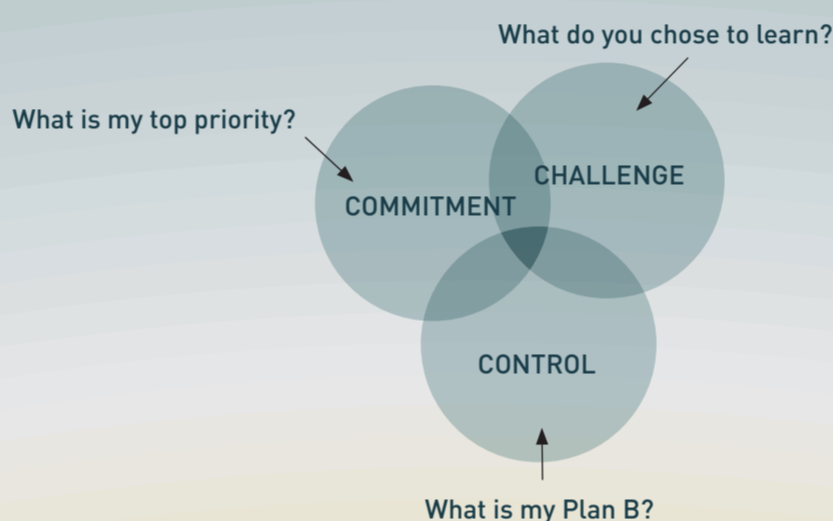 What do you chose to learn?
What is my top priority?
CHALLENGE
COMMITMENT
CONTROL
What is my Plan B?